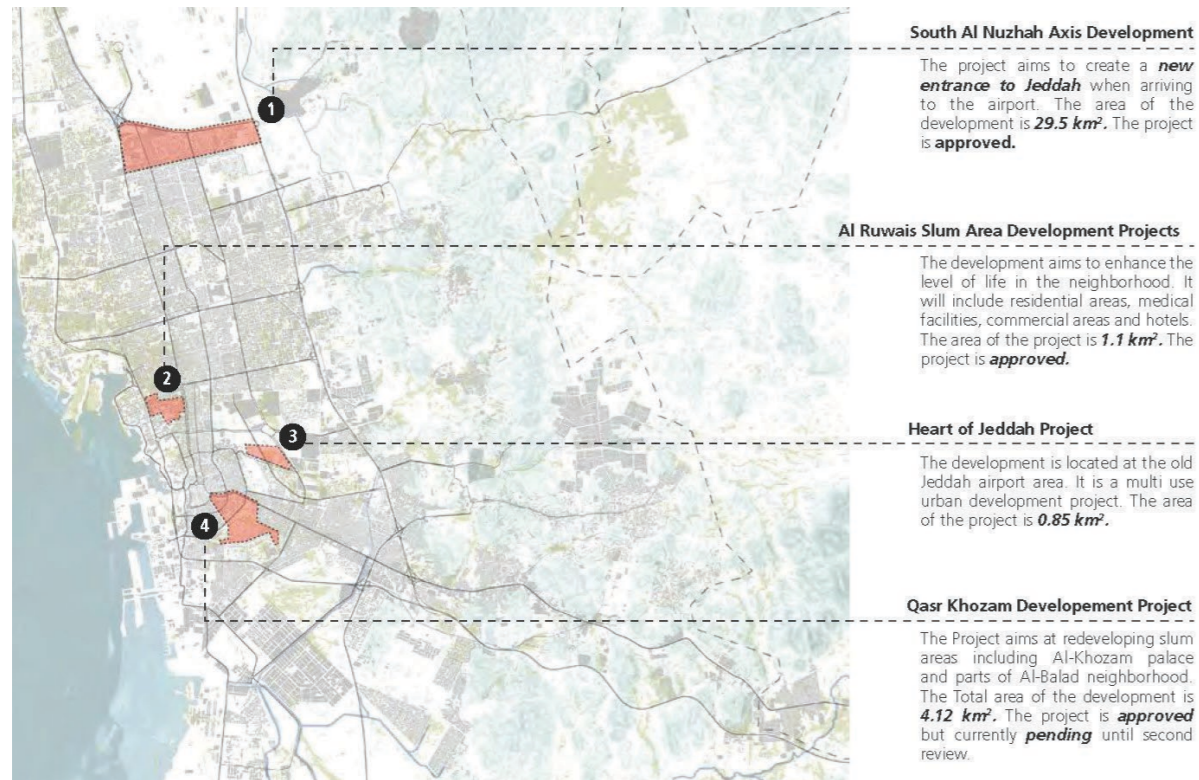 South Al Nuzhah Axis Development
The project aims to create a new
entrance to Jeddah when arriving
to the airport. The area of the
development is 29.5 km². The project
is approved.
1
Al Ruwais Slum Area Development Projects
The development aims to enhance the
level of life in the neighborhood. It
will include residential areas, medical
facilities, commercial areas and hotels.
The area of the project is 1.1 km². The
project is approved.
2
Heart of Jeddah Project
3
The development is located at the old
Jeddah airport area. It is a multi use
urban development project. The area
of the project is 0.85 km².
4
Qasr Khozam Developement Project
The Project aims at redeveloping slum
areas including Al-Khozam palace
and parts of Al-Balad neighborhood.
The Total area of the development is
4.12 km². The project is approved
but currently pending until second
review.